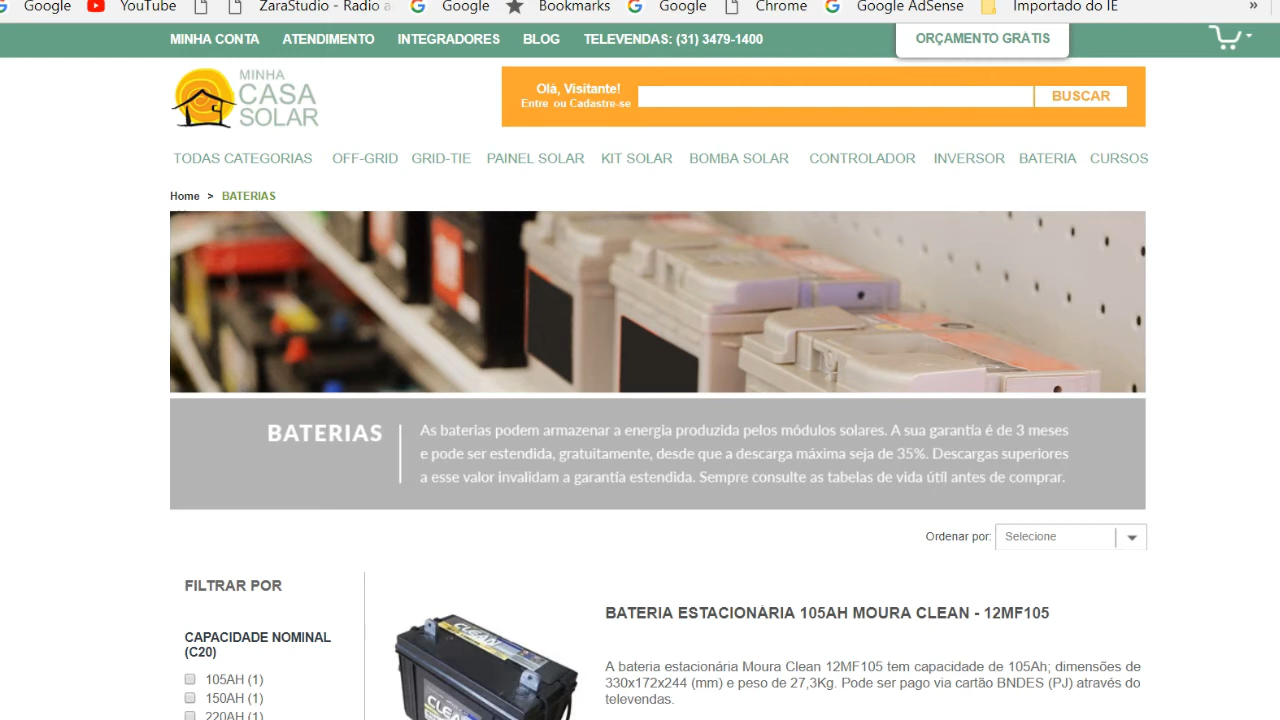 Google YouTube ZaraStudio - Radio a Google Bookmarks Google Chrome Google AdSense Importado do IE »
MINHA CONTA ATENDIMENTO INTEGRADORES BLOG TELEVENDAS: (31) 3479-1400 ORÇAMENTO GRÁTIS
MINHA
CASA
SOLAR
Olá, Visitante!
Entre ou Cadastre-se
BUSCAR
TODAS CATEGORIAS OFF-GRID GRID-TIE PAINEL SOLAR KIT SOLAR BOMBA SOLAR CONTROLADOR INVERSOR BATERIA CURSOS
Home > BATERIAS
BATERIAS
As baterias podem armazenar a energia produzida pelos módulos solares. A sua garantia é de 3 meses
e pode ser estendida, gratuitamente, desde que a descarga máxima seja de 35%. Descargas superiores
a esse valor invalidam a garantia estendida. Sempre consulte as tabelas de vida útil antes de comprar.
Ordenar por: Selecione
FILTRAR POR
CAPACIDADE NOMINAL
(C20)
105AH (1)
150AH (1)
220AH (1)
CLEAN
CLEAN
BATERIA ESTACIONÁRIA 105AH MOURA CLEAN - 12MF105
A bateria estacionária Moura Clean 12MF105 tem capacidade de 105Ah; dimensões de
330x172x244 (mm) e peso de 27,3Kg. Pode ser pago via cartão BNDES (PJ) através do
televendas.